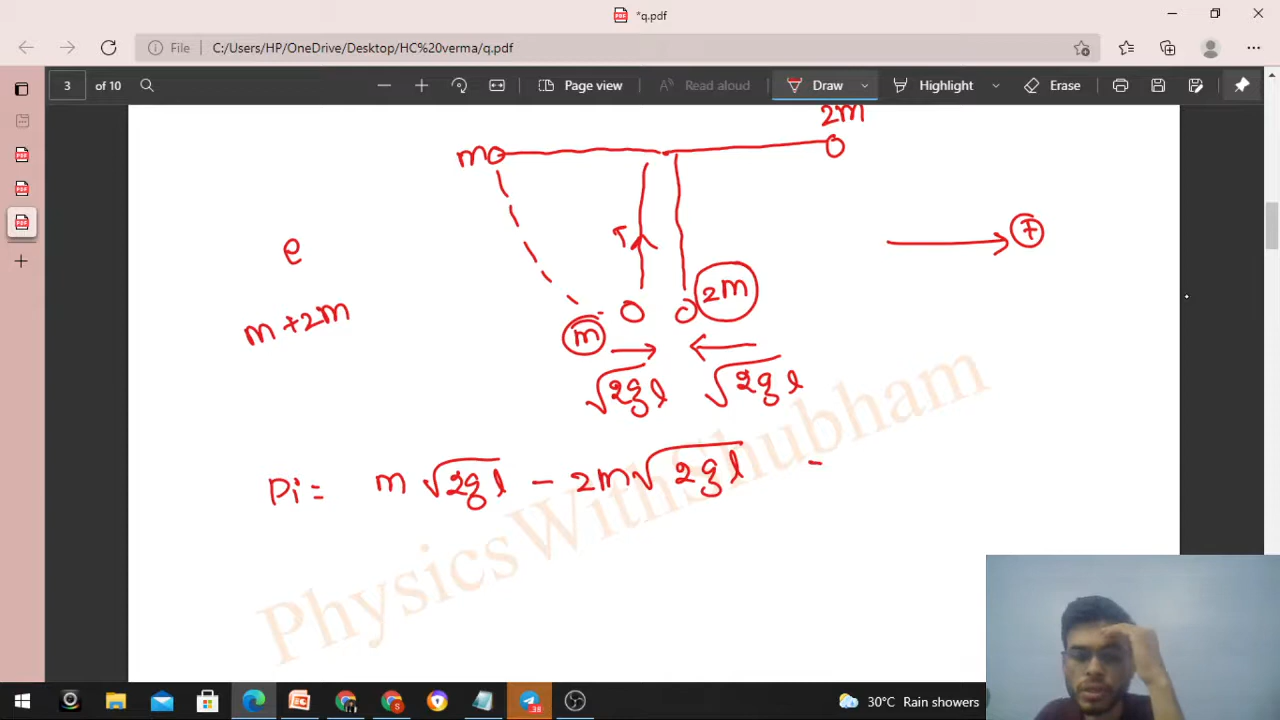 *q.pdf
File C:/Users/HP/OneDrive/Desktop/HC%20verma/q.pdf
3 of 10 Page view Read aloud Draw Highlight Erase
2m
m
e
T
+
m+2m
2m
m
√2gl √2gl
Pi = m √2gl − 2m√2gl =
PhysicsWithShubham
38
30°C Rain showers